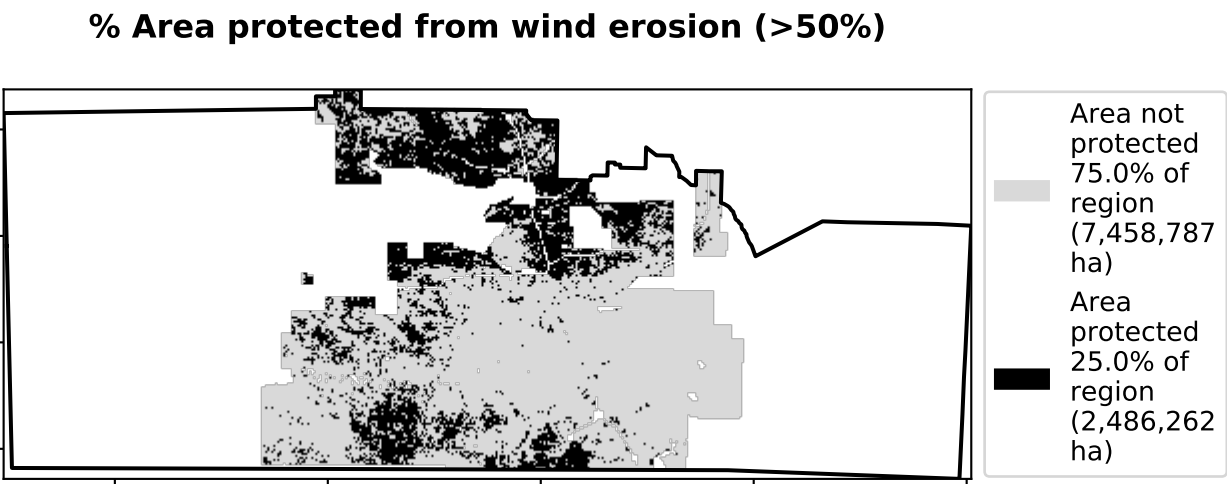 % Area protected from wind erosion (>50%)
Area not
protected
75.0% of
region
(7,458,787
ha)
Area
protected
25.0% of
region
(2,486,262
ha)